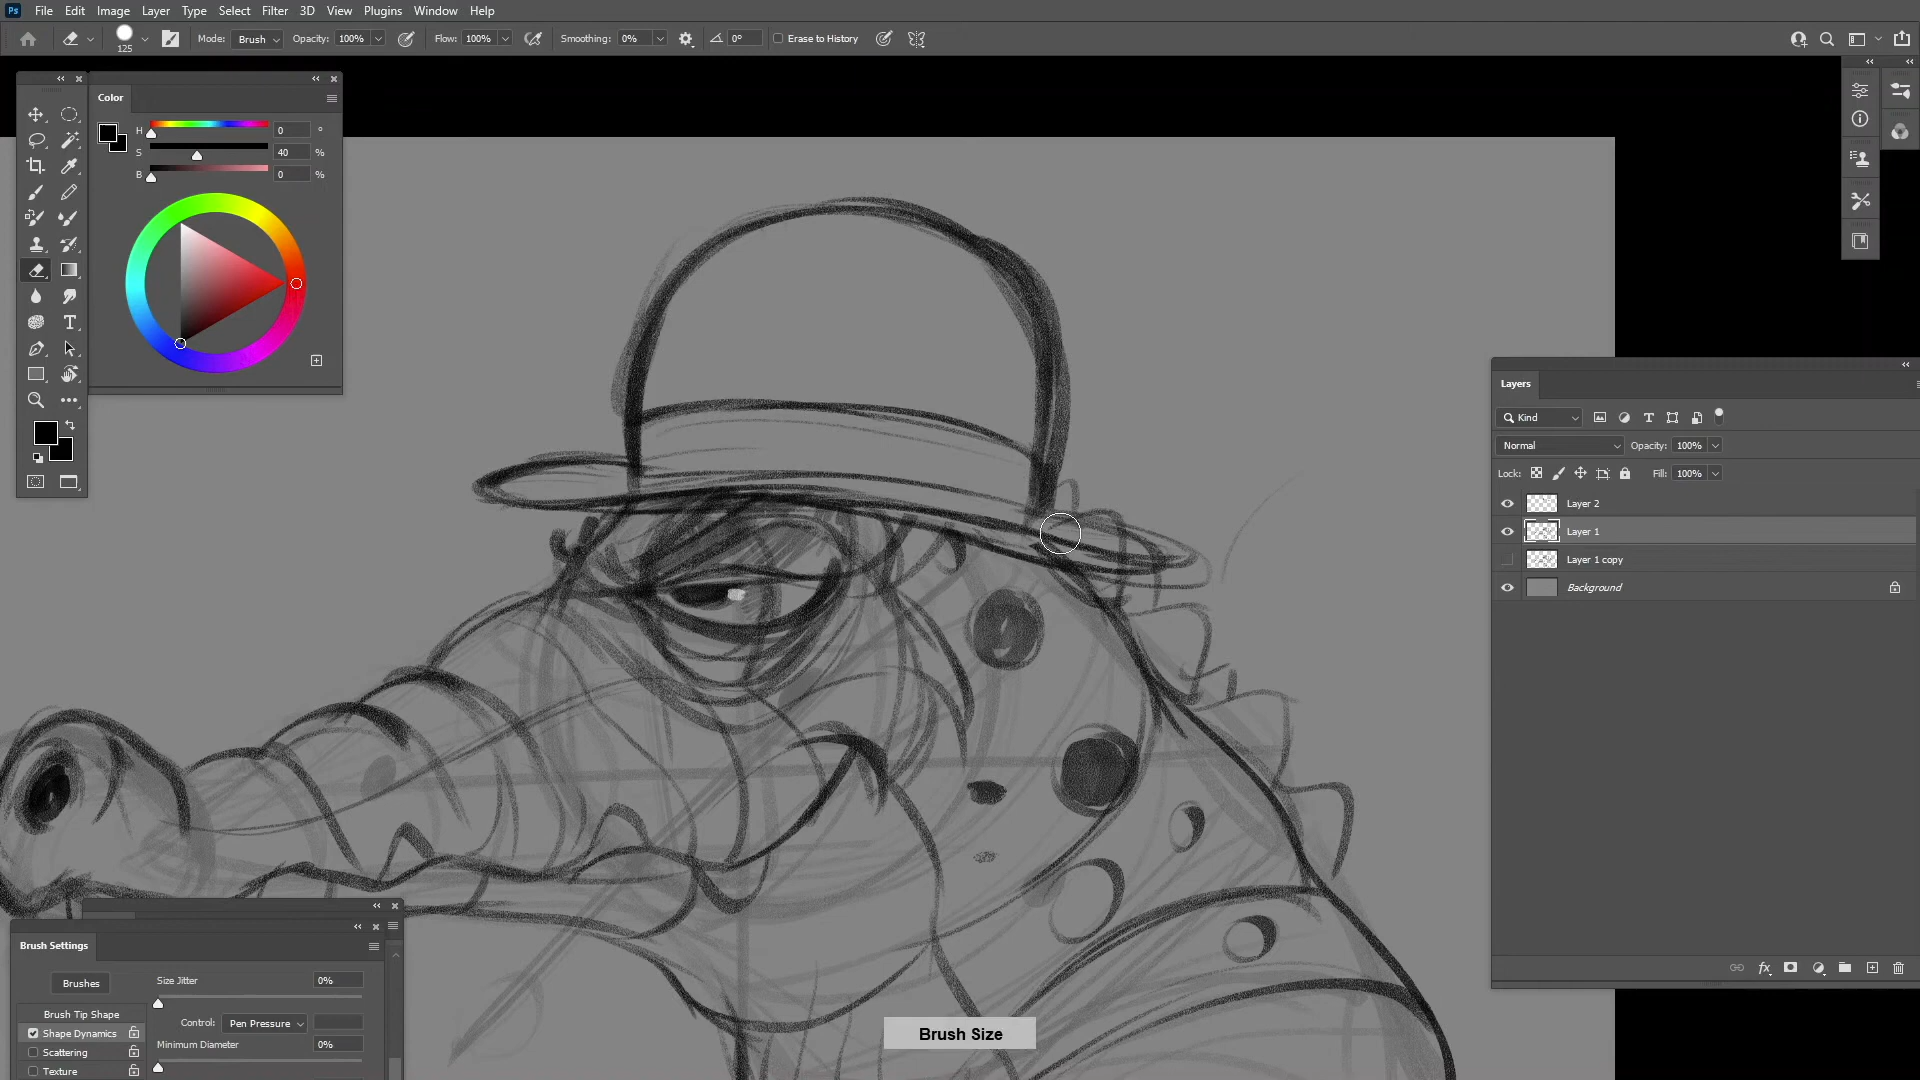 Ps File Edit Image Layer Type Select Filter 3D View Plugins Window Help
125 Mode: Brush Opacity: 100% Flow: 100% Smoothing: 0% 0° Erase to History
Color
H 0 °
S 40 %
B 0 %
T
Layers
Kind T
Normal Opacity: 100%
Lock: Fill: 100%
Layer 2
Layer 1
Layer 1 copy
Background
fx
Brush Settings
Brushes
Size Jitter 0%
Brush Tip Shape
Control: Pen Pressure
Shape Dynamics
Minimum Diameter 0%
Scattering
Texture
Brush Size